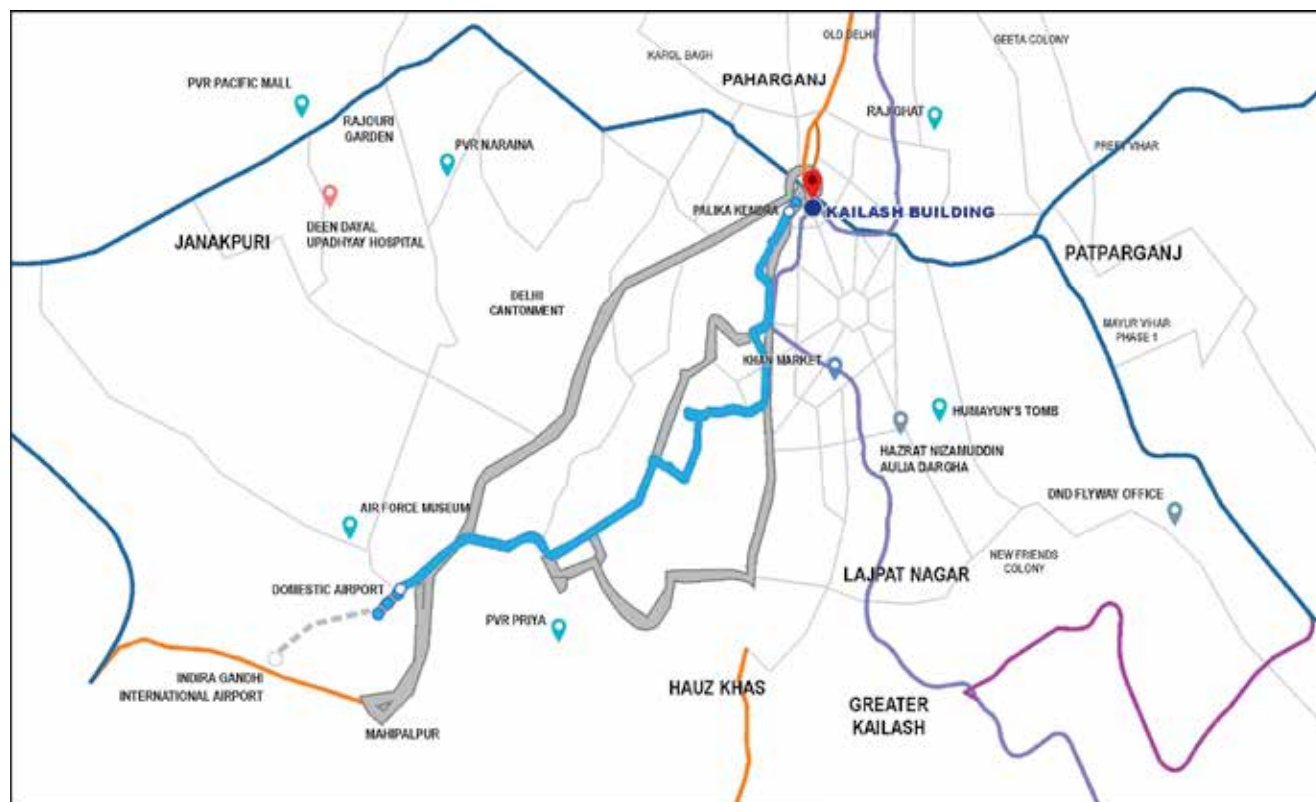 OLD DELHI
GEETA COLONY
KAROL BAGH
PAHARGANJ
PVR PACIFIC MALL
RAJOURI
GARDEN
RAJGHAT
PVR NARAINA
PREET VIHAR
PALIKA KENDRA
KAILASH BUILDING
DEEN DAYAL
UPADHYAY HOSPITAL
JANAKPURI
PATPARGANJ
DELHI
CANTONMENT
MAYUR VIHAR
PHASE 1
KHAN MARKET
HUMAYUN'S TOMB
HAZRAT NIZAMUDDIN
AULIA DARGHA
DND FLYWAY OFFICE
AIR FORCE MUSEUM
NEW FRIENDS
COLONY
LAJPAT NAGAR
DOMESTIC AIRPORT
PVR PRIYA
INDIRA GANDHI
INTERNATIONAL AIRPORT
HAUZ KHAS
GREATER
KAILASH
MAHIPALPUR